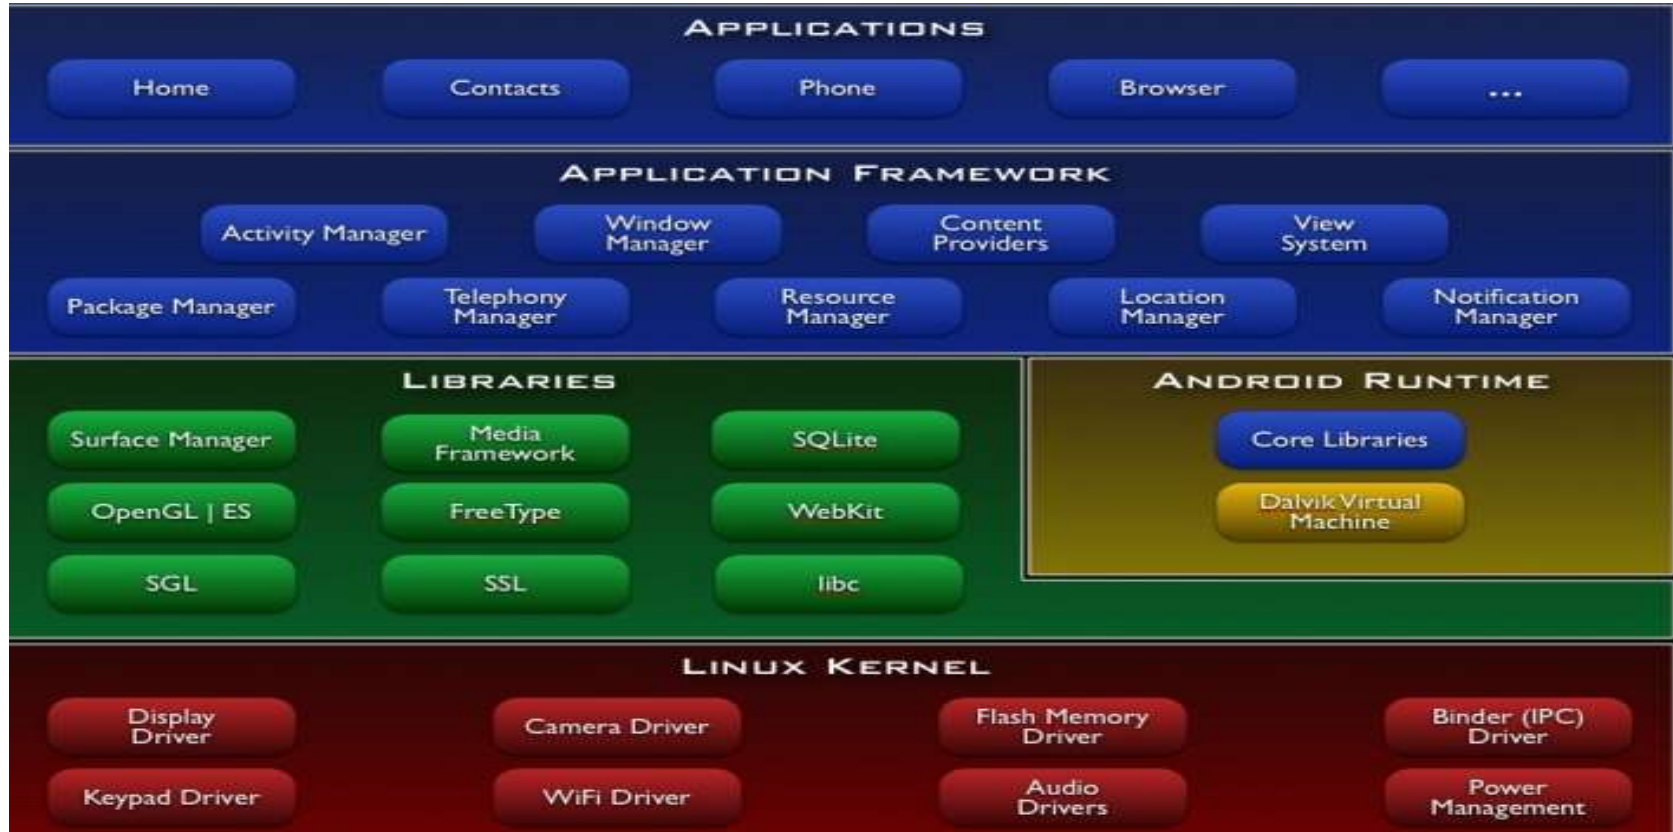 APPLICATIONS
Home
Contacts
Phone
Browser
...
APPLICATION FRAMEWORK
Activity Manager
Window
Manager
Content
Providers
View
System
Package Manager
Telephony
Manager
Resource
Manager
Location
Manager
Notification
Manager
LIBRARIES
Surface Manager
Media
Framework
SQLite
OpenGL | ES
FreeType
WebKit
SGL
SSL
libc
ANDROID RUNTIME
Core Libraries
Dalvik Virtual
Machine
LINUX KERNEL
Display
Driver
Camera Driver
Flash Memory
Driver
Binder (IPC)
Driver
Keypad Driver
WiFi Driver
Audio
Drivers
Power
Management